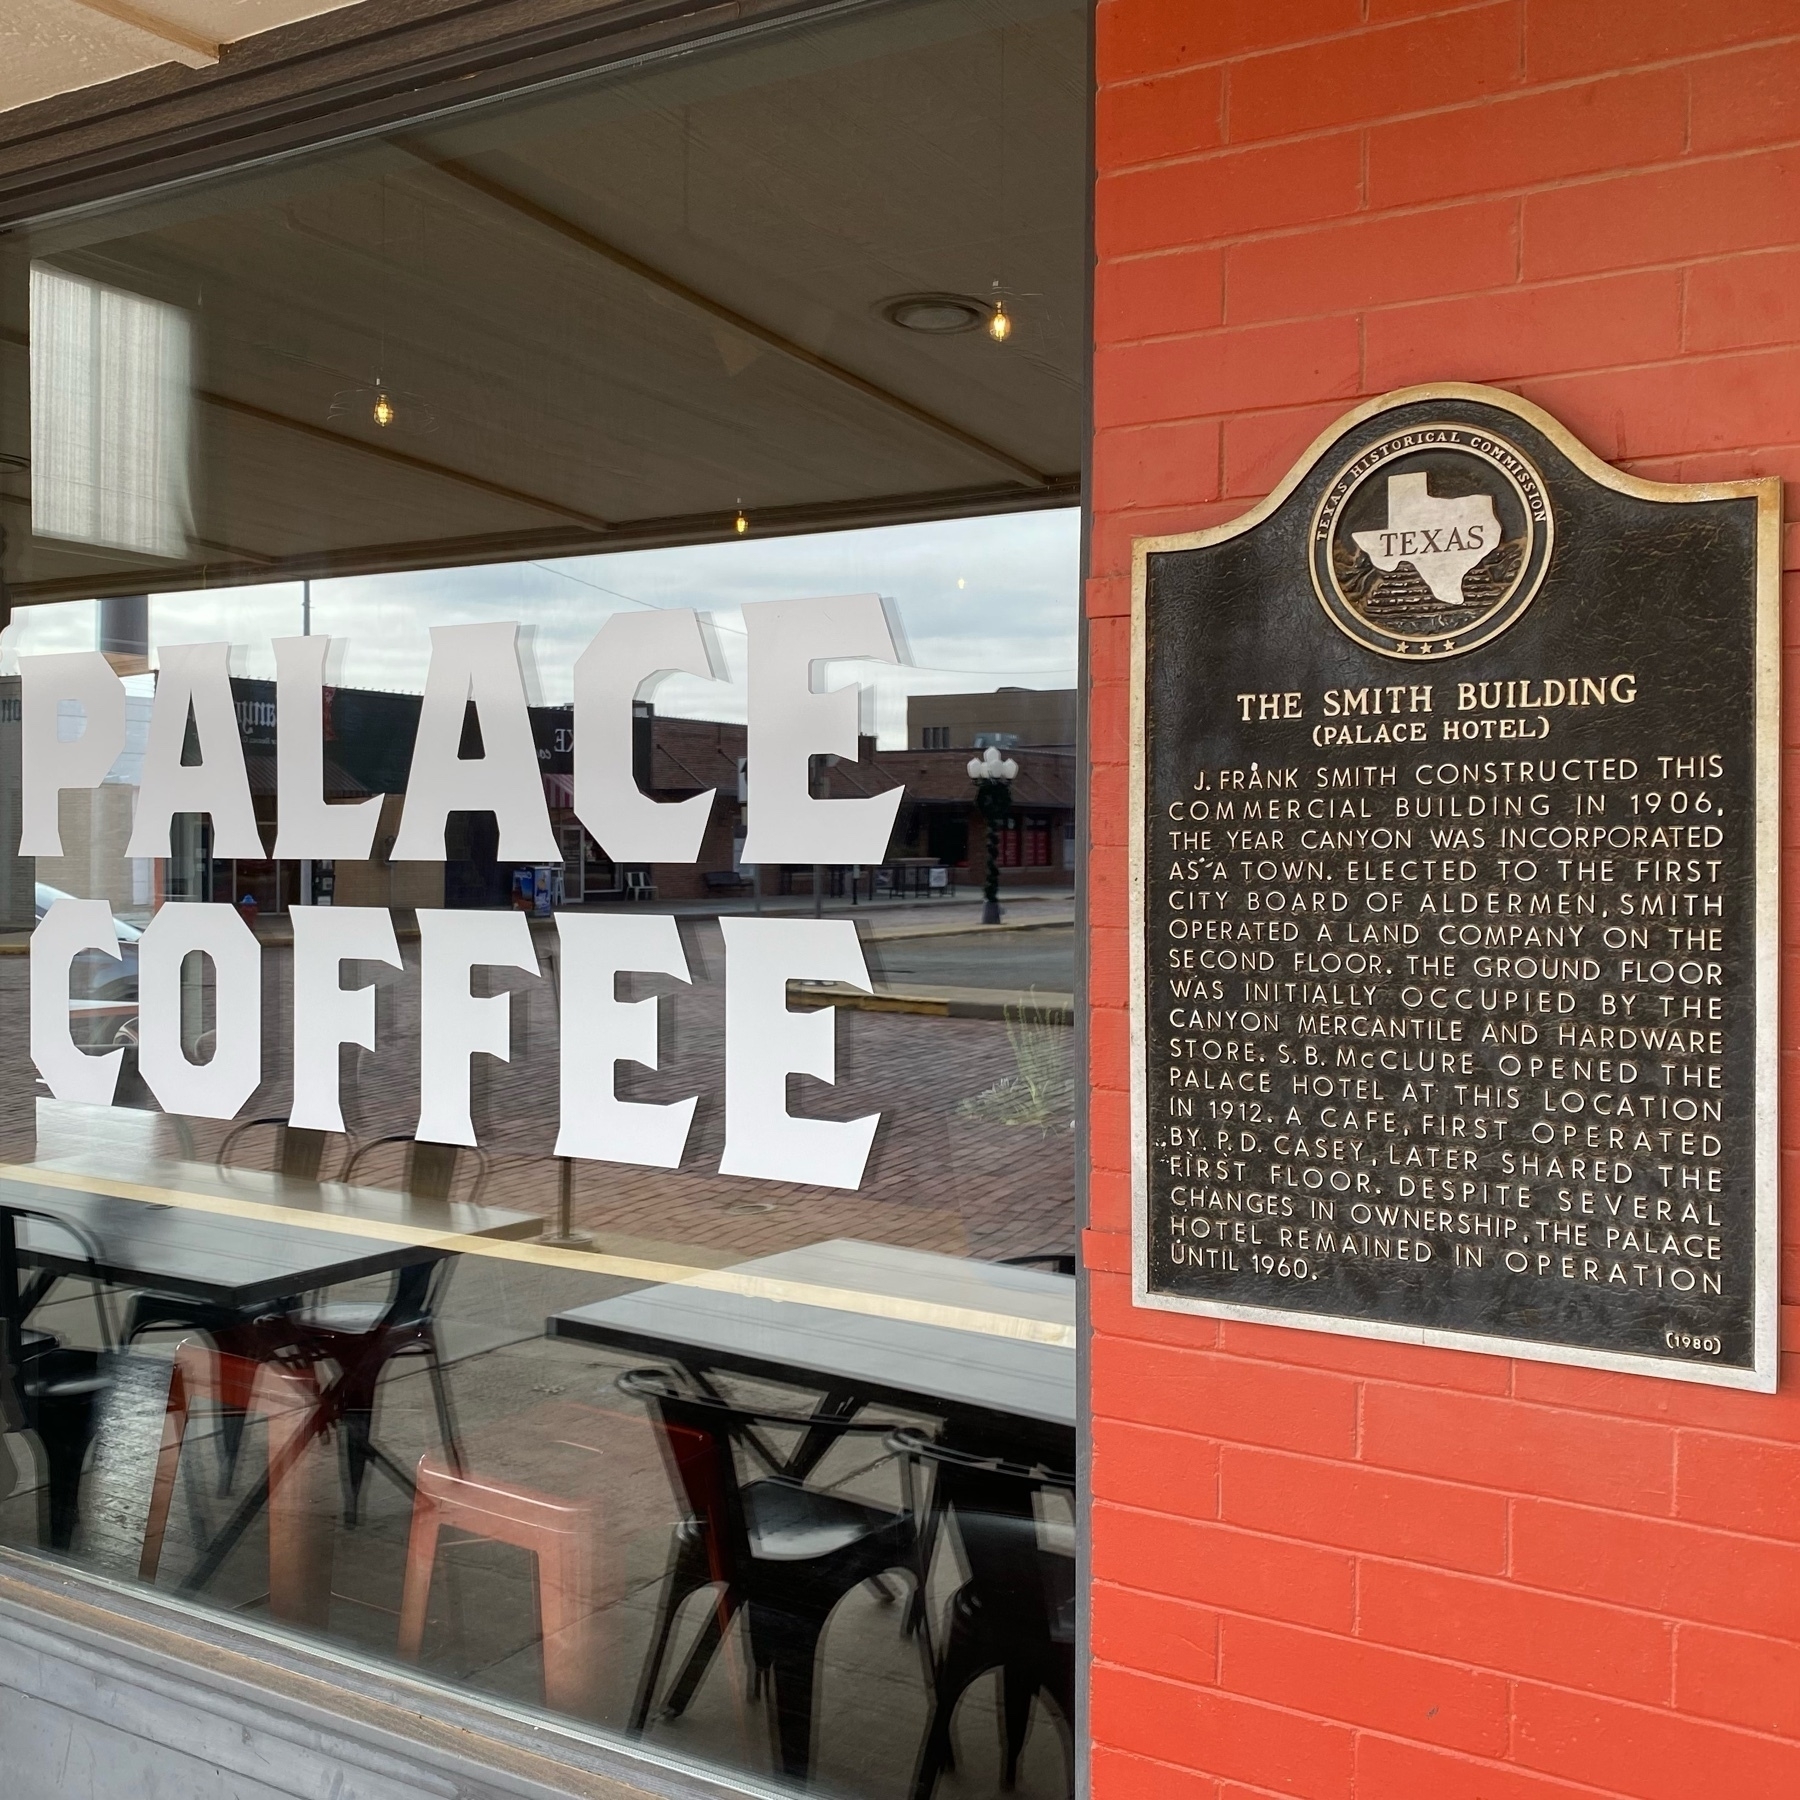 PALACE
COFFEE
TEXAS HISTORICAL COMMISSION
TEXAS
THE SMITH BUILDING
(PALACE HOTEL)
J. FRANK SMITH CONSTRUCTED THIS
COMMERCIAL BUILDING IN 1906,
THE YEAR CANYON WAS INCORPORATED
AS A TOWN. ELECTED TO THE FIRST
CITY BOARD OF ALDERMEN, SMITH
OPERATED A LAND COMPANY ON THE
SECOND FLOOR. THE GROUND FLOOR
WAS INITIALLY OCCUPIED BY THE
CANYON MERCANTILE AND HARDWARE
STORE. S. B. McCLURE OPENED THE
PALACE HOTEL AT THIS LOCATION
IN 1912. A CAFE, FIRST OPERATED
BY P. D. CASEY, LATER SHARED THE
FIRST FLOOR. DESPITE SEVERAL
CHANGES IN OWNERSHIP, THE PALACE
HOTEL REMAINED IN OPERATION
UNTIL 1960.
(1980)